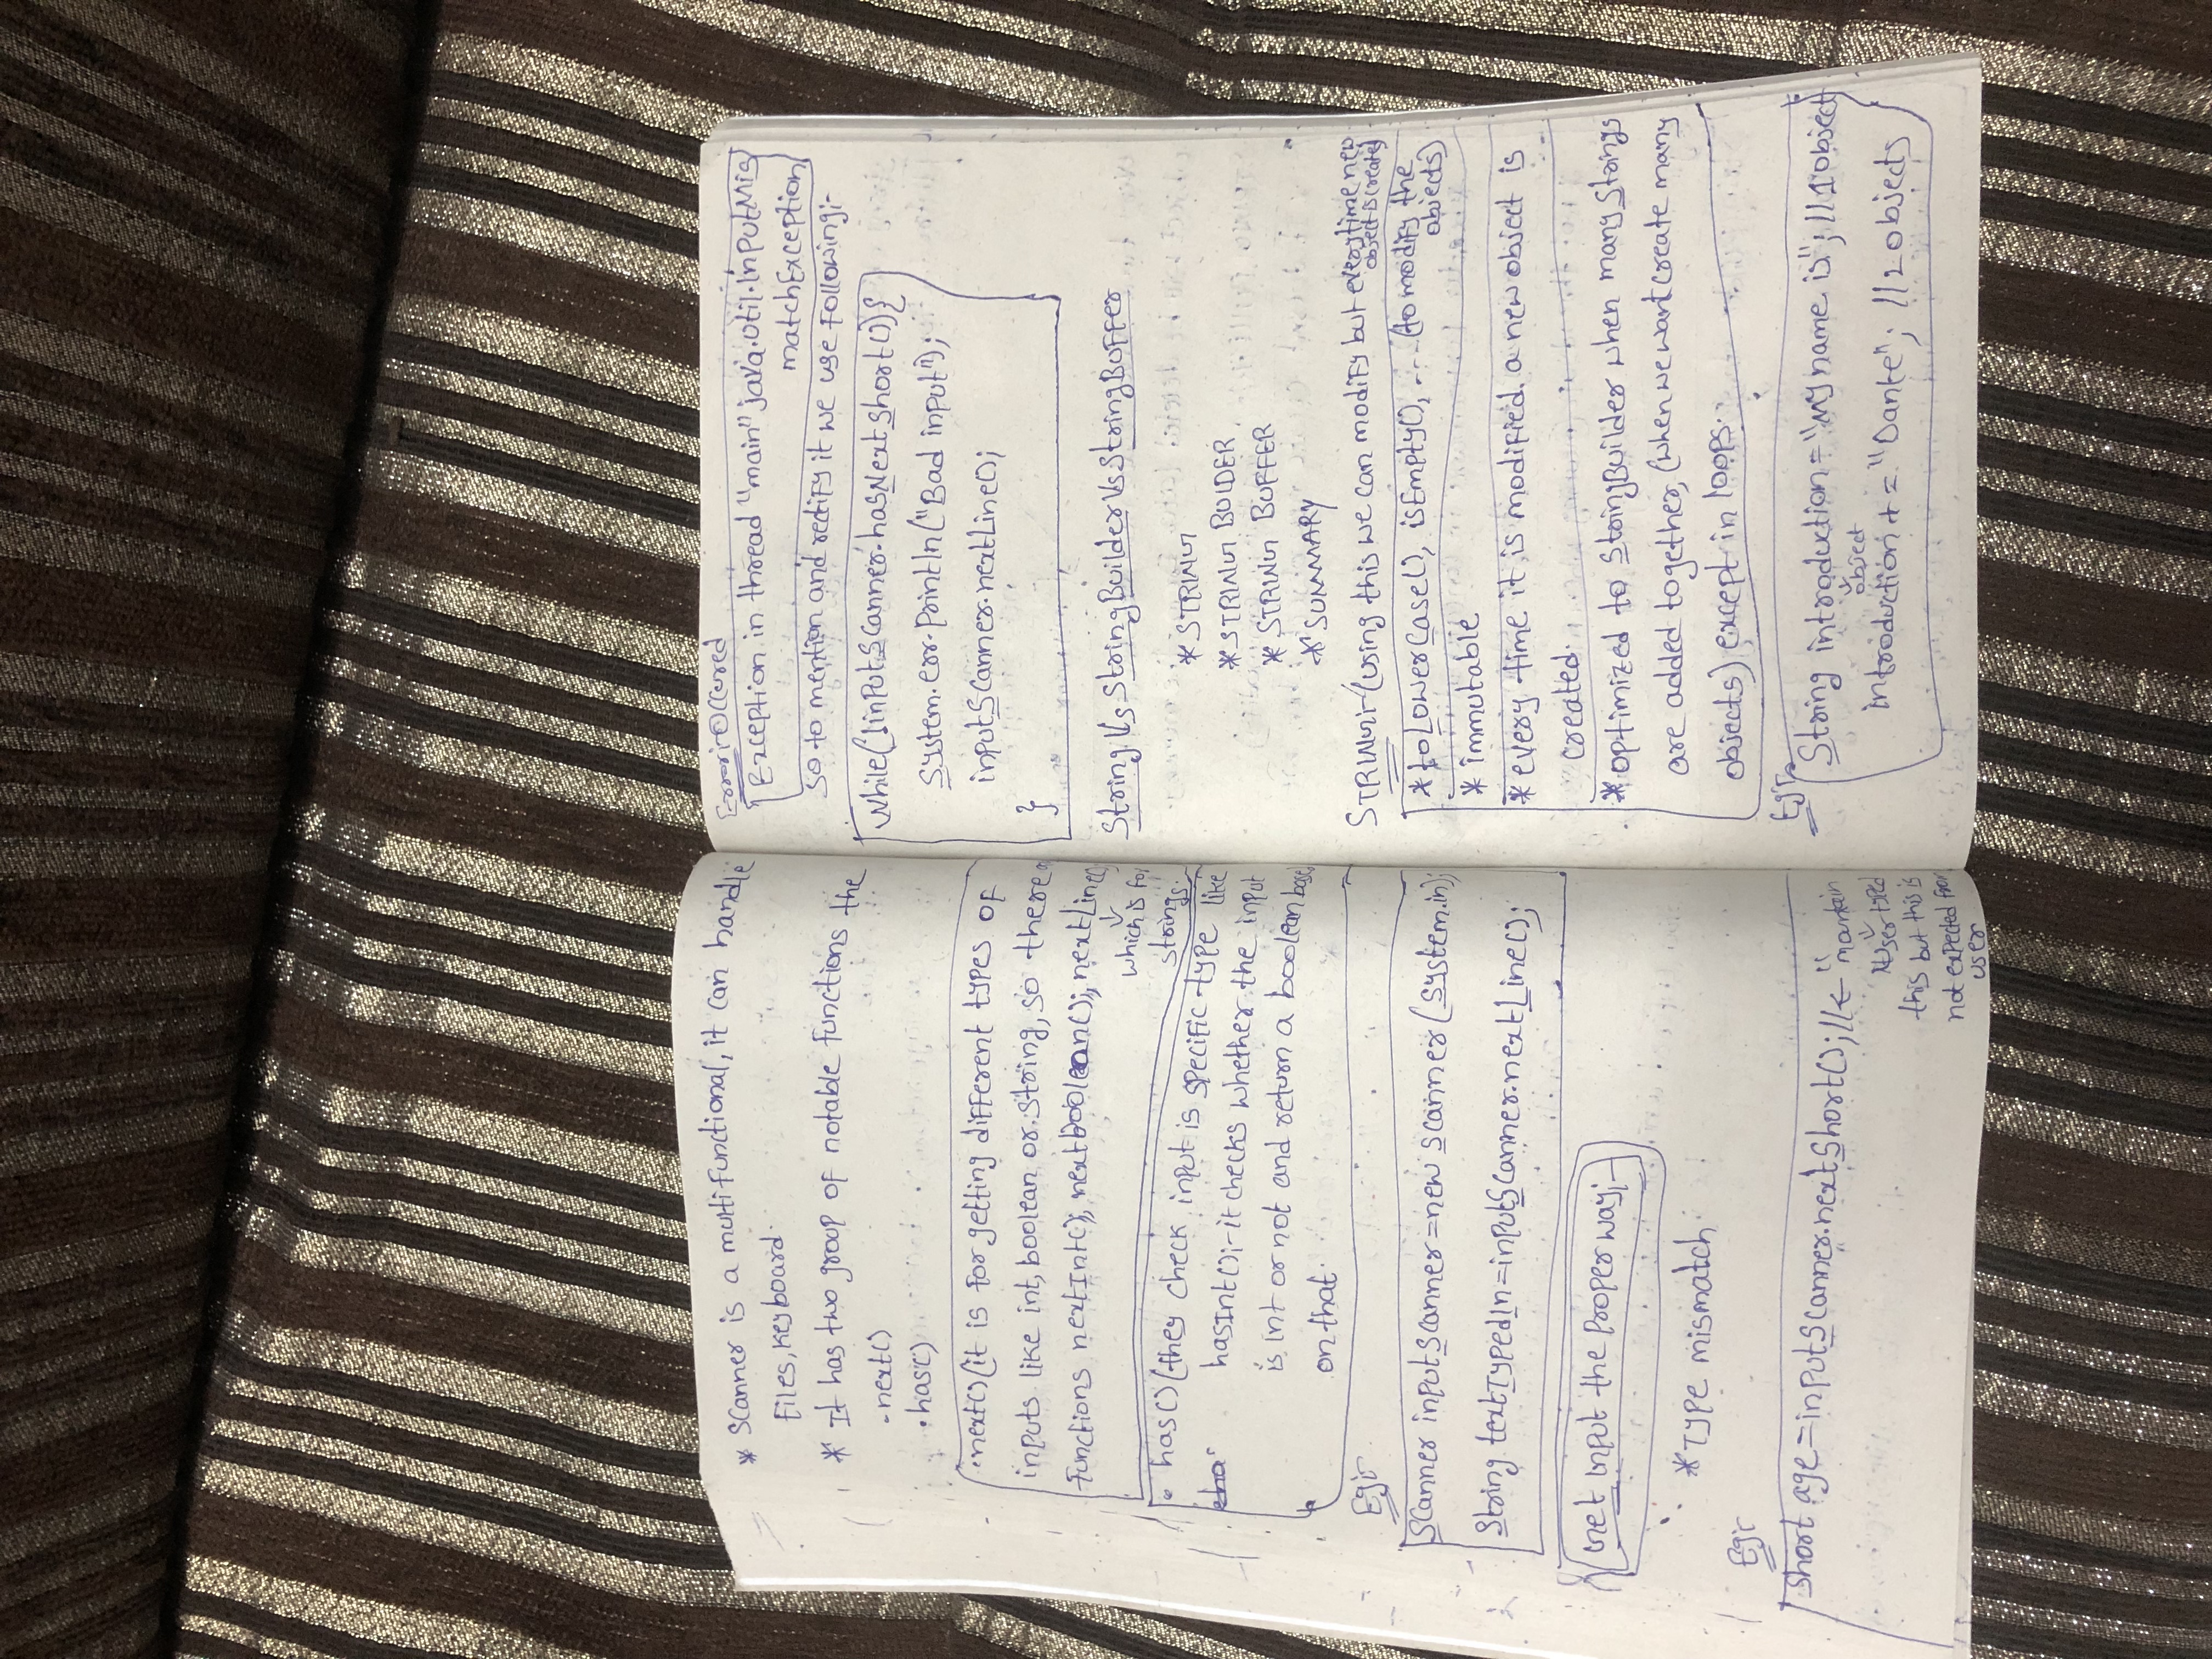 * Scanner is a multifunctional, it can handle
Files, keyboard.
* It has two group of notable functions the
.next()
.has()
.next() (it is for getting different types of
inputs like int, boolean or string, so there
functions nextInt();, nextboolean();, nextLine()
which is for
strings.
. has() (they check input is specific type like
hasInt():- it checks whether the input
is int or not and return a boolean base
on that.
Eg:-
Scanner inputScanner = new Scanner (System.in);
String textTypedIn = inputScanner.nextLine();
Get input the proper way:-
* Type mismatch.
Eg:-
short age = inputScanner.nextShort(); // ← "
User typed
this but this is
not expected from
user
Error:- Occured
Exception in thread "main" java.util.InputMis
matchException
so to mention and rectify it we use following:-
while(!inputScanner.hasNextShort()){
System.err.println("Bad input");
inputScanner.nextLine();
}
String Vs StringBuilder Vs StringBuffer
* STRING
* STRING BUIDER
* STRING BUFFER
* SUMMARY
STRING:- (using this we can modify but everytime new
object is created)
* toLowerCase(), isEmpty(), .... (to modify the
objects)
* immutable
* every time it is modified. a new object is
created.
* optimized to StringBuilder when many Strings
are added together, (when we want create many
objects) except in loops.
Eg:-
String introduction = "My name is"; // 1 object
object
introduction += "Dante"; // 2 objects